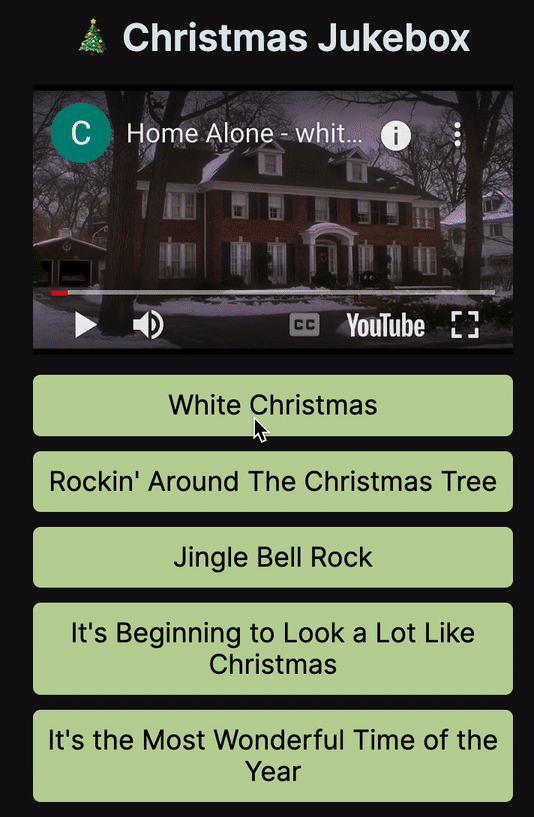 Christmas Jukebox
C
Home Alone - whit...
CC
YouTube
White Christmas
Rockin' Around The Christmas Tree
Jingle Bell Rock
It's Beginning to Look a Lot Like
Christmas
It's the Most Wonderful Time of the
Year